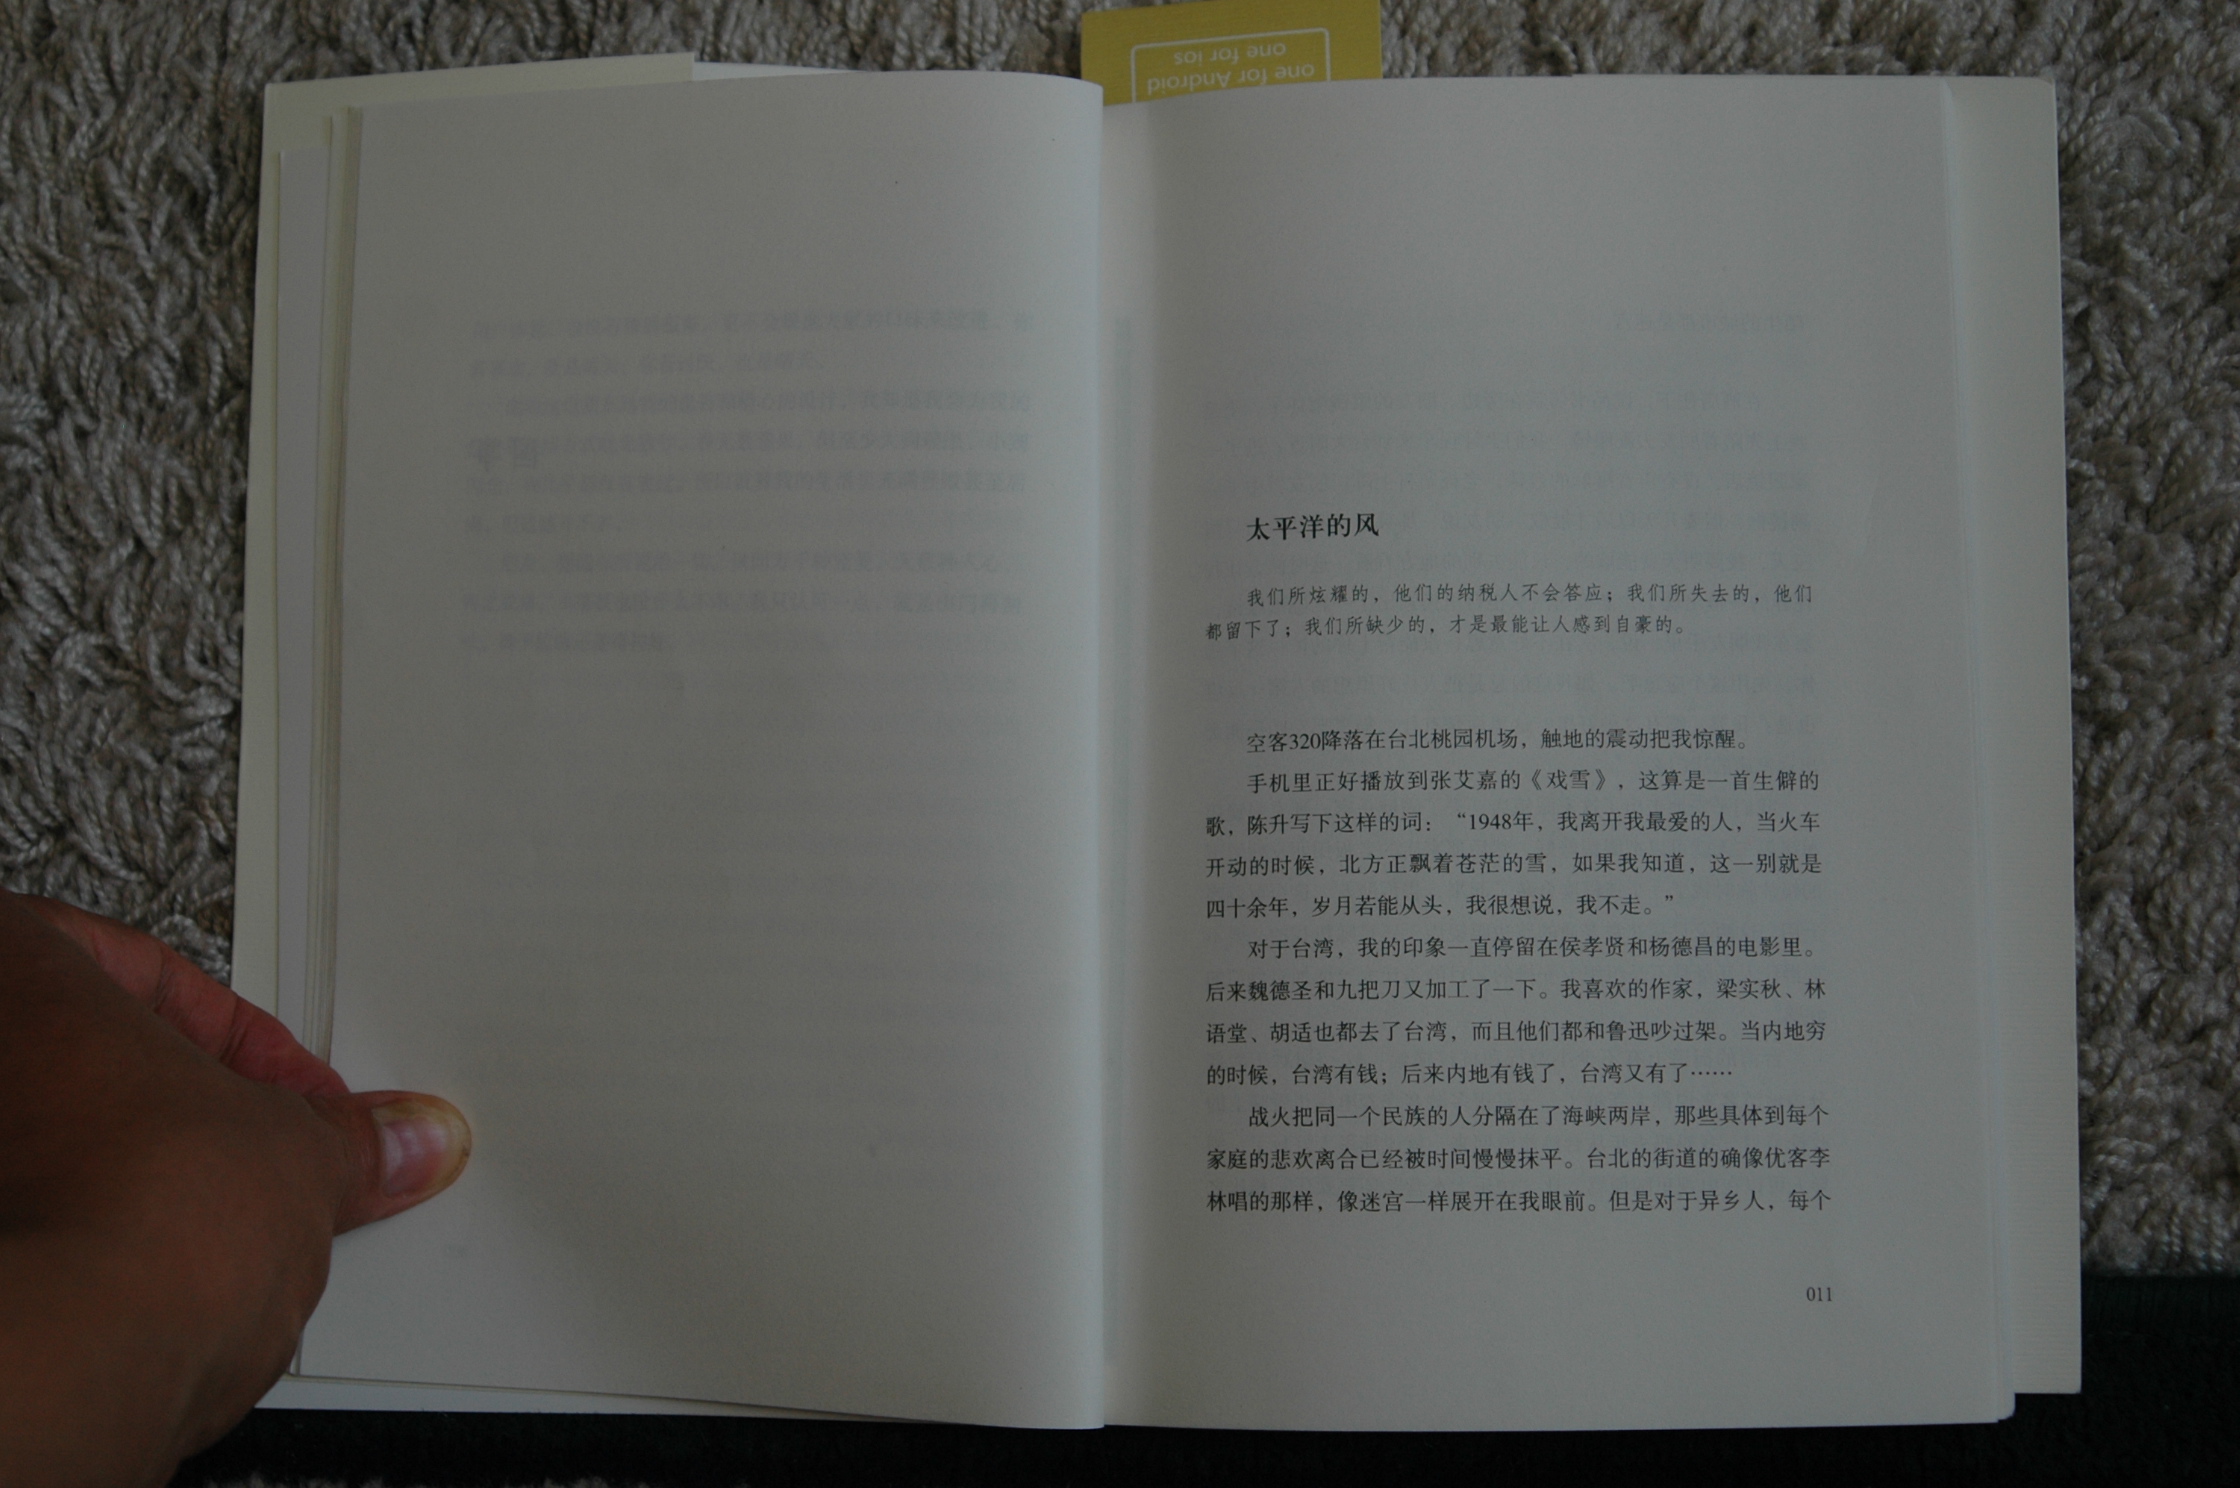 one for Android
one for ios
太平洋的风
我们所炫耀的，他们的纳税人不会答应；我们所失去的，他们
都留下了；我们所缺少的，才是最能让人感到自豪的。
空客320降落在台北桃园机场，触地的震动把我惊醒。
手机里正好播放到张艾嘉的《戏雪》，这算是一首生僻的
歌，陈升写下这样的词：“1948年，我离开我最爱的人，当火车
开动的时候，北方正飘着苍茫的雪，如果我知道，这一别就是
四十余年，岁月若能从头，我很想说，我不走。”
对于台湾，我的印象一直停留在侯孝贤和杨德昌的电影里。
后来魏德圣和九把刀又加工了一下。我喜欢的作家，梁实秋、林
语堂、胡适也都去了台湾，而且他们都和鲁迅吵过架。当内地穷
的时候，台湾有钱；后来内地有钱了，台湾又有了……
战火把同一个民族的人分隔在了海峡两岸，那些具体到每个
家庭的悲欢离合已经被时间慢慢抹平。台北的街道的确像优客李
林唱的那样，像迷宫一样展开在我眼前。但是对于异乡人，每个
011